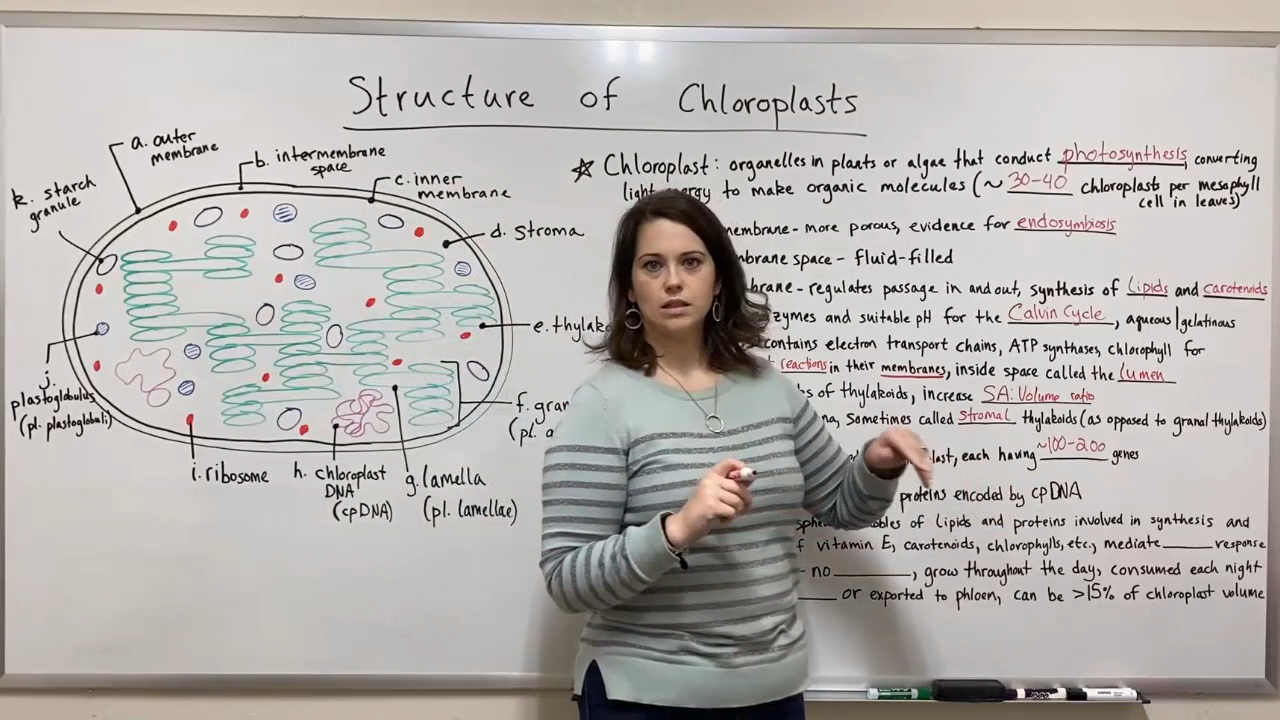 Structure of Chloroplasts
a. outer
membrane
b. intermembrane
space
c. inner
membrane
k. starch
granule
d. stroma
e. thylako
f. gran
(pl.
j.
plastoglobulus
(pl. plastoglobuli)
i. ribosome
h. chloroplast
DNA
(cpDNA)
g. lamella
(pl. lamellae)
☆ Chloroplast: organelles in plants or algae that conduct photosynthesis, converting
light energy to make organic molecules (~ 30-40 chloroplasts per mesophyll
cell in leaves)
membrane - more porous, evidence for endosymbiosis
mbrane space - fluid-filled
brane - regulates passage in and out, synthesis of lipids and carotenoids
zymes and suitable pH for the Calvin Cycle, aqueous/gelatinous
contains electron transport chains, ATP synthases, chlorophyll for
reactions in their membranes, inside space called the lumen
s of thylakoids, increase SA:Volume ratio
na, sometimes called stromal thylakoids (as opposed to granal thylakoids)
last, each having ~100-200 genes
proteins encoded by cpDNA
sphe bubbles of lipids and proteins involved in synthesis and
f vitamin E, carotenoids, chlorophylls, etc., mediate ______ response
- no ________, grow throughout the day, consumed each night
____ or exported to phloem, can be >15% of chloroplast volume